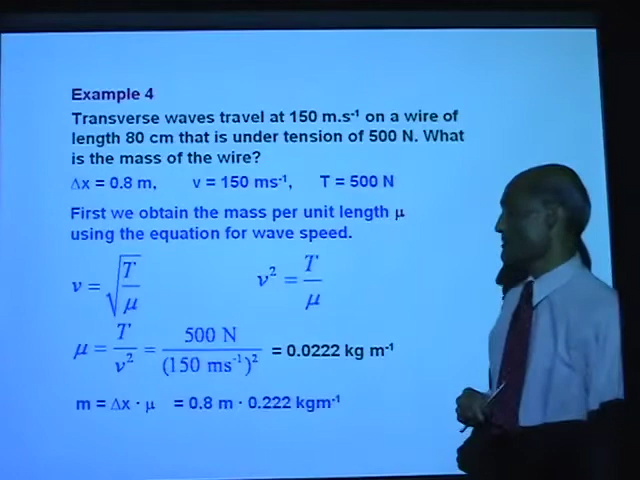 Example 4
Transverse waves travel at 150 m.s⁻¹ on a wire of
length 80 cm that is under tension of 500 N. What
is the mass of the wire?
Δx = 0.8 m, v = 150 ms⁻¹, T = 500 N
First we obtain the mass per unit length μ
using the equation for wave speed.
v = √(T/μ) v² = T/μ
μ = T/v² = 500 N/(150 ms⁻¹)² = 0.0222 kg m⁻¹
m = Δx · μ = 0.8 m · 0.222 kgm⁻¹